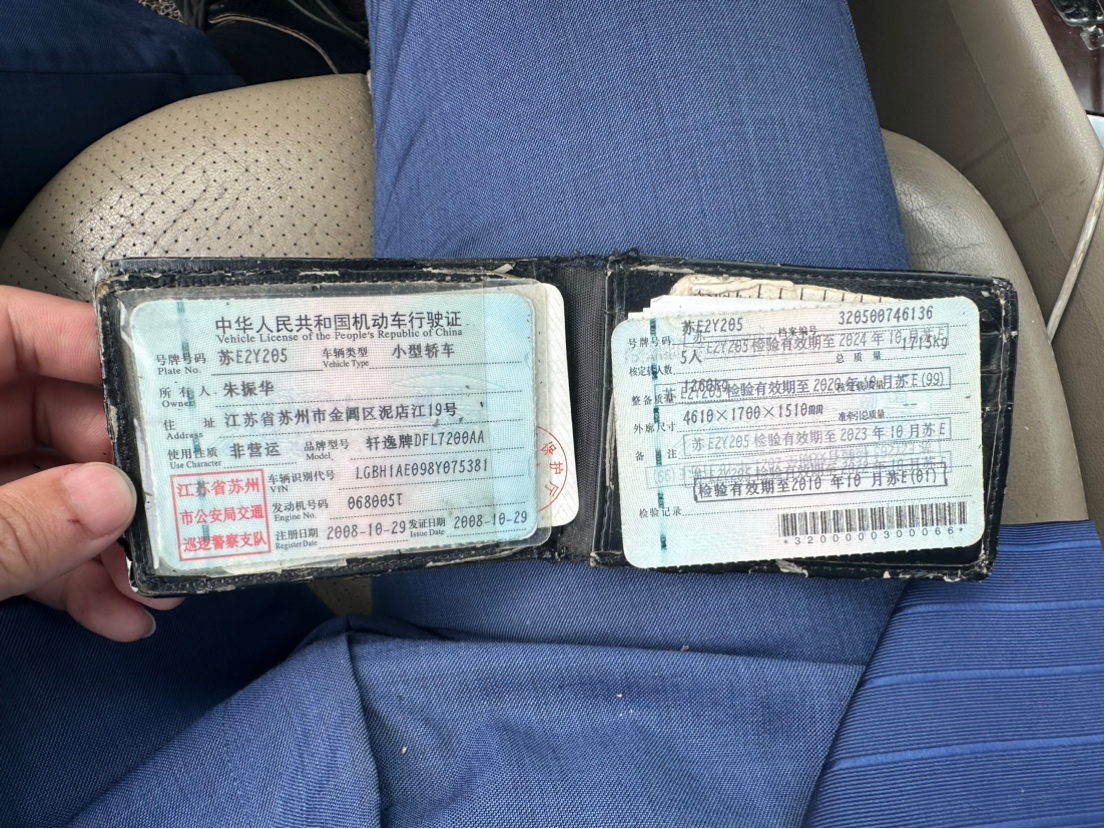 中华人民共和国机动车行驶证
Vehicle License of the People's Republic of China
号牌号码 苏E2Y205 车辆类型 小型轿车
Plate No. Vehicle Type
所有人 朱振华
Owner
住址 江苏省苏州市金阊区泥店江19号
Address
使用性质 非营运 品牌型号 轩逸牌DFL7200AA
Use Character Model
车辆识别代号 LGBH1AE098Y075381
VIN
发动机号码 068005T
Engine No.
注册日期 2008-10-29 发证日期 2008-10-29
Register Date Issue Date
江苏省苏州
市公安局交通
巡逻警察支队
护
厅
号牌号码 苏E2Y205 档案编号 320500746136
苏E2Y205检验有效期至2024年10月苏E
核定载人数 5人 总质量 1715kg
整备质量 1260kg
检验有效期至2020年10月苏E(99)
外廓尺寸 4610×1700×1510mm 准牵引总质量 --
备注
苏E2Y205检验有效期至2023年10月苏E
检验有效期至2010年10月苏E(01)
检验记录
*3200000300066*